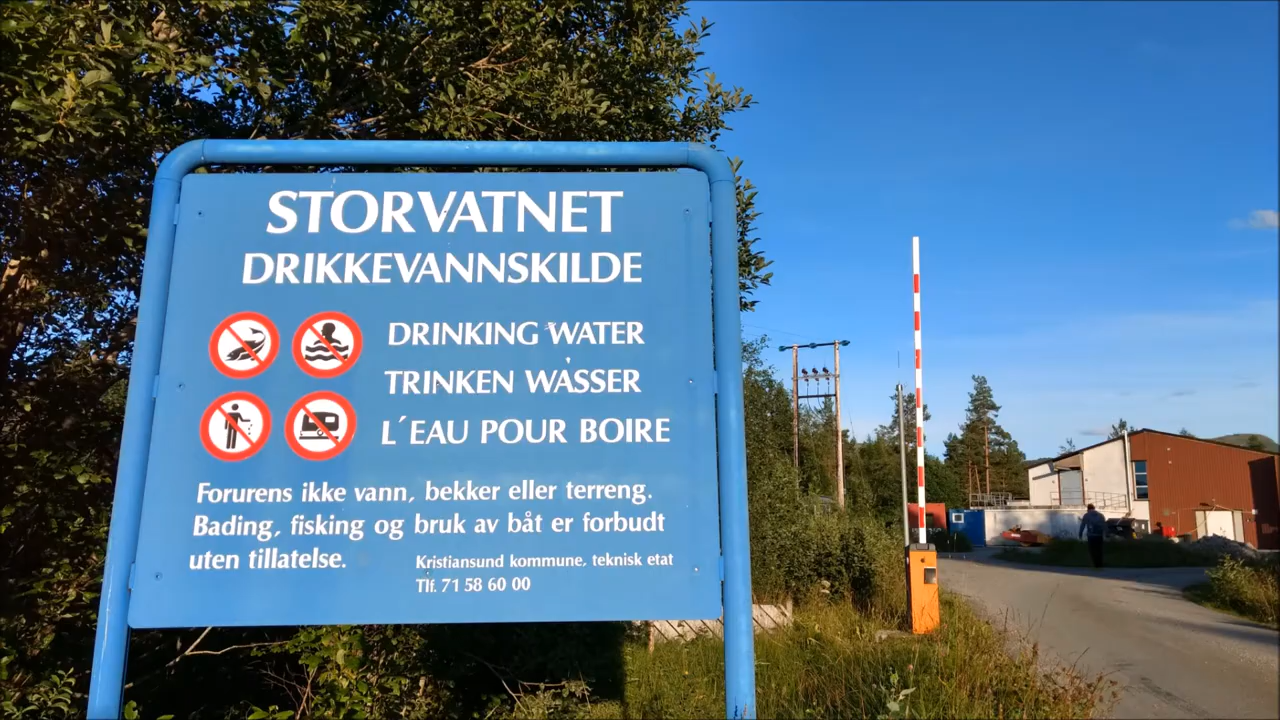 STORVATNET
DRIKKEVANNSKILDE
DRINKING WATER
TRINKEN WASSER
L´EAU POUR BOIRE
Forurens ikke vann, bekker eller terreng.
Bading, fisking og bruk av båt er forbudt
uten tillatelse.
Kristiansund kommune, teknisk etat
Tlf. 71 58 60 00